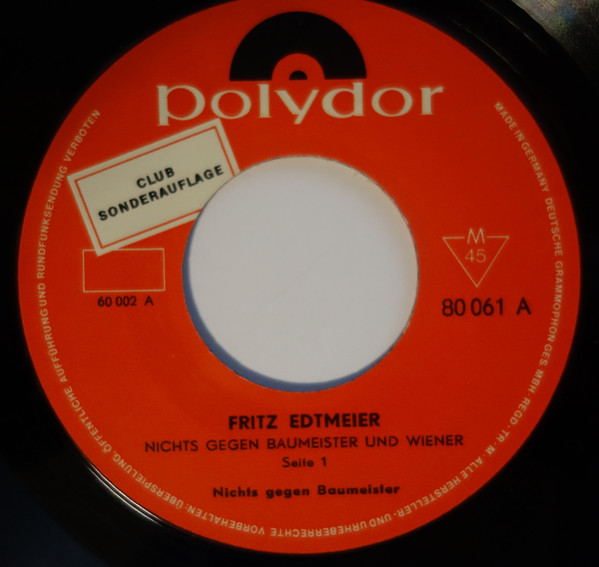 polydor
CLUB
SONDERAUFLAGE
60 002 A
M
45
80 061 A
FRITZ EDTMEIER
NICHTS GEGEN BAUMEISTER UND WIENER
Seite 1
Nichts gegen Baumeister
MADE IN GERMANY DEUTSCHE GRAMMOPHON GES. MBH REGD.-TR.-M. ALLE HERSTELLER- UND URHEBERRECHTE VORBEHALTEN: ÜBERSPIELUNG, ÖFFENTLICHE AUFFÜHRUNG UND RUNDFUNKSENDUNG VERBOTEN